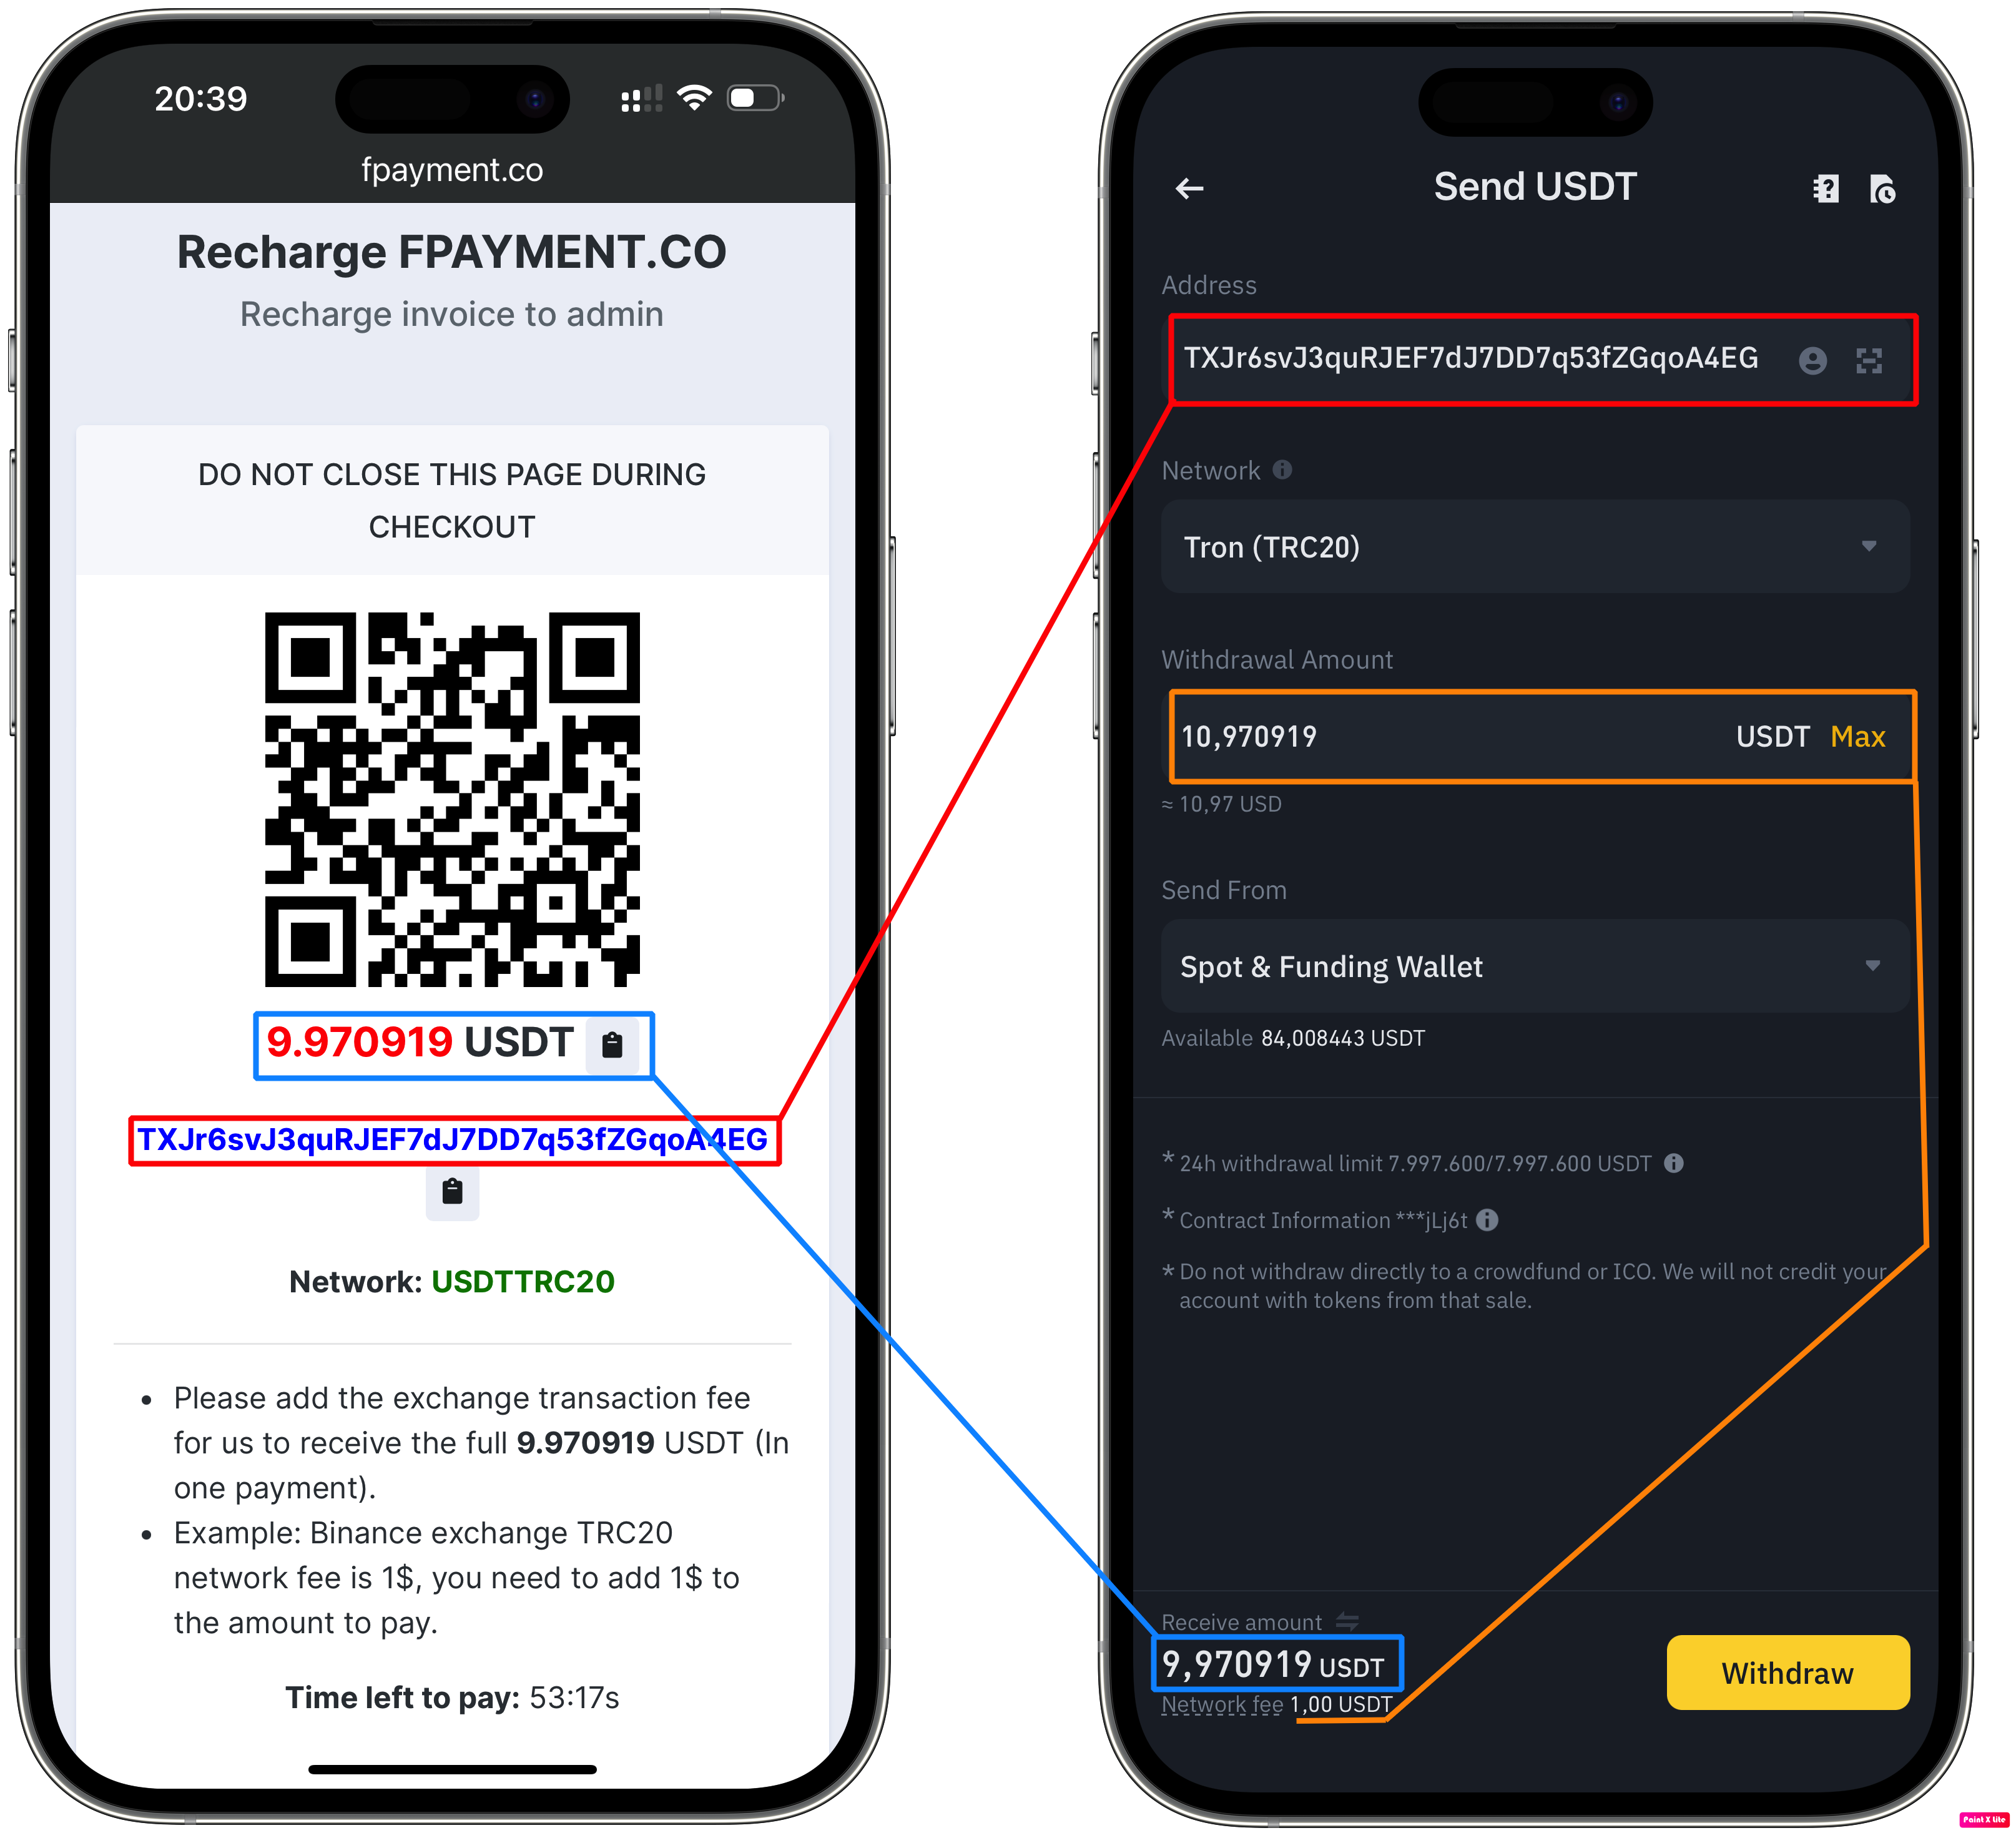 20:39
fpayment.co
Recharge FPAYMENT.CO
Recharge invoice to admin
DO NOT CLOSE THIS PAGE DURING
CHECKOUT
9.970919 USDT
TXJr6svJ3quRJEF7dJ7DD7q53fZGqoA4EG
Network: USDTTRC20
• Please add the exchange transaction fee
for us to receive the full 9.970919 USDT (In
one payment).
• Example: Binance exchange TRC20
network fee is 1$, you need to add 1$ to
the amount to pay.
Time left to pay: 53:17s
Send USDT
Address
TXJr6svJ3quRJEF7dJ7DD7q53fZGqoA4EG
Network
Tron (TRC20)
Withdrawal Amount
10,970919 USDT Max
≈ 10,97 USD
Send From
Spot & Funding Wallet
Available 84,008443 USDT
* 24h withdrawal limit 7.997.600/7.997.600 USDT
* Contract Information ***jLj6t
* Do not withdraw directly to a crowdfund or ICO. We will not credit your
account with tokens from that sale.
Receive amount
9,970919 USDT
Network fee 1,00 USDT
Withdraw
Paint X Lite